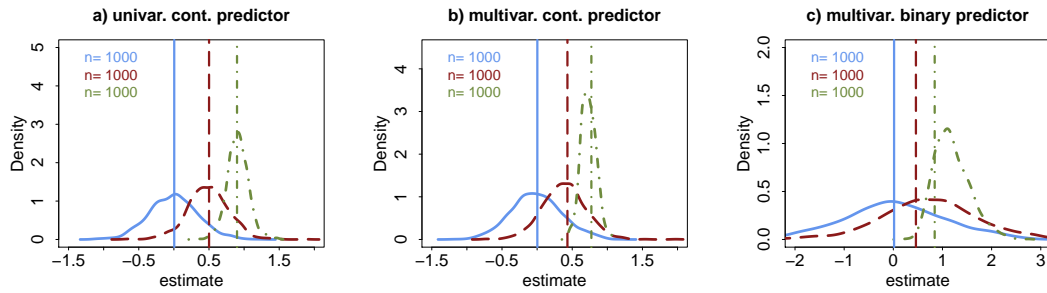 a) univar. cont. predictor
n= 1000
n= 1000
n= 1000
Density
0
1
2
3
4
5
−1.5
−0.5
0.5
1.5
estimate
b) multivar. cont. predictor
n= 1000
n= 1000
n= 1000
Density
0
1
2
3
4
−1.5
−0.5
0.5
1.5
estimate
c) multivar. binary predictor
n= 1000
n= 1000
n= 1000
Density
0.0
0.5
1.0
1.5
2.0
−2
−1
0
1
2
3
estimate